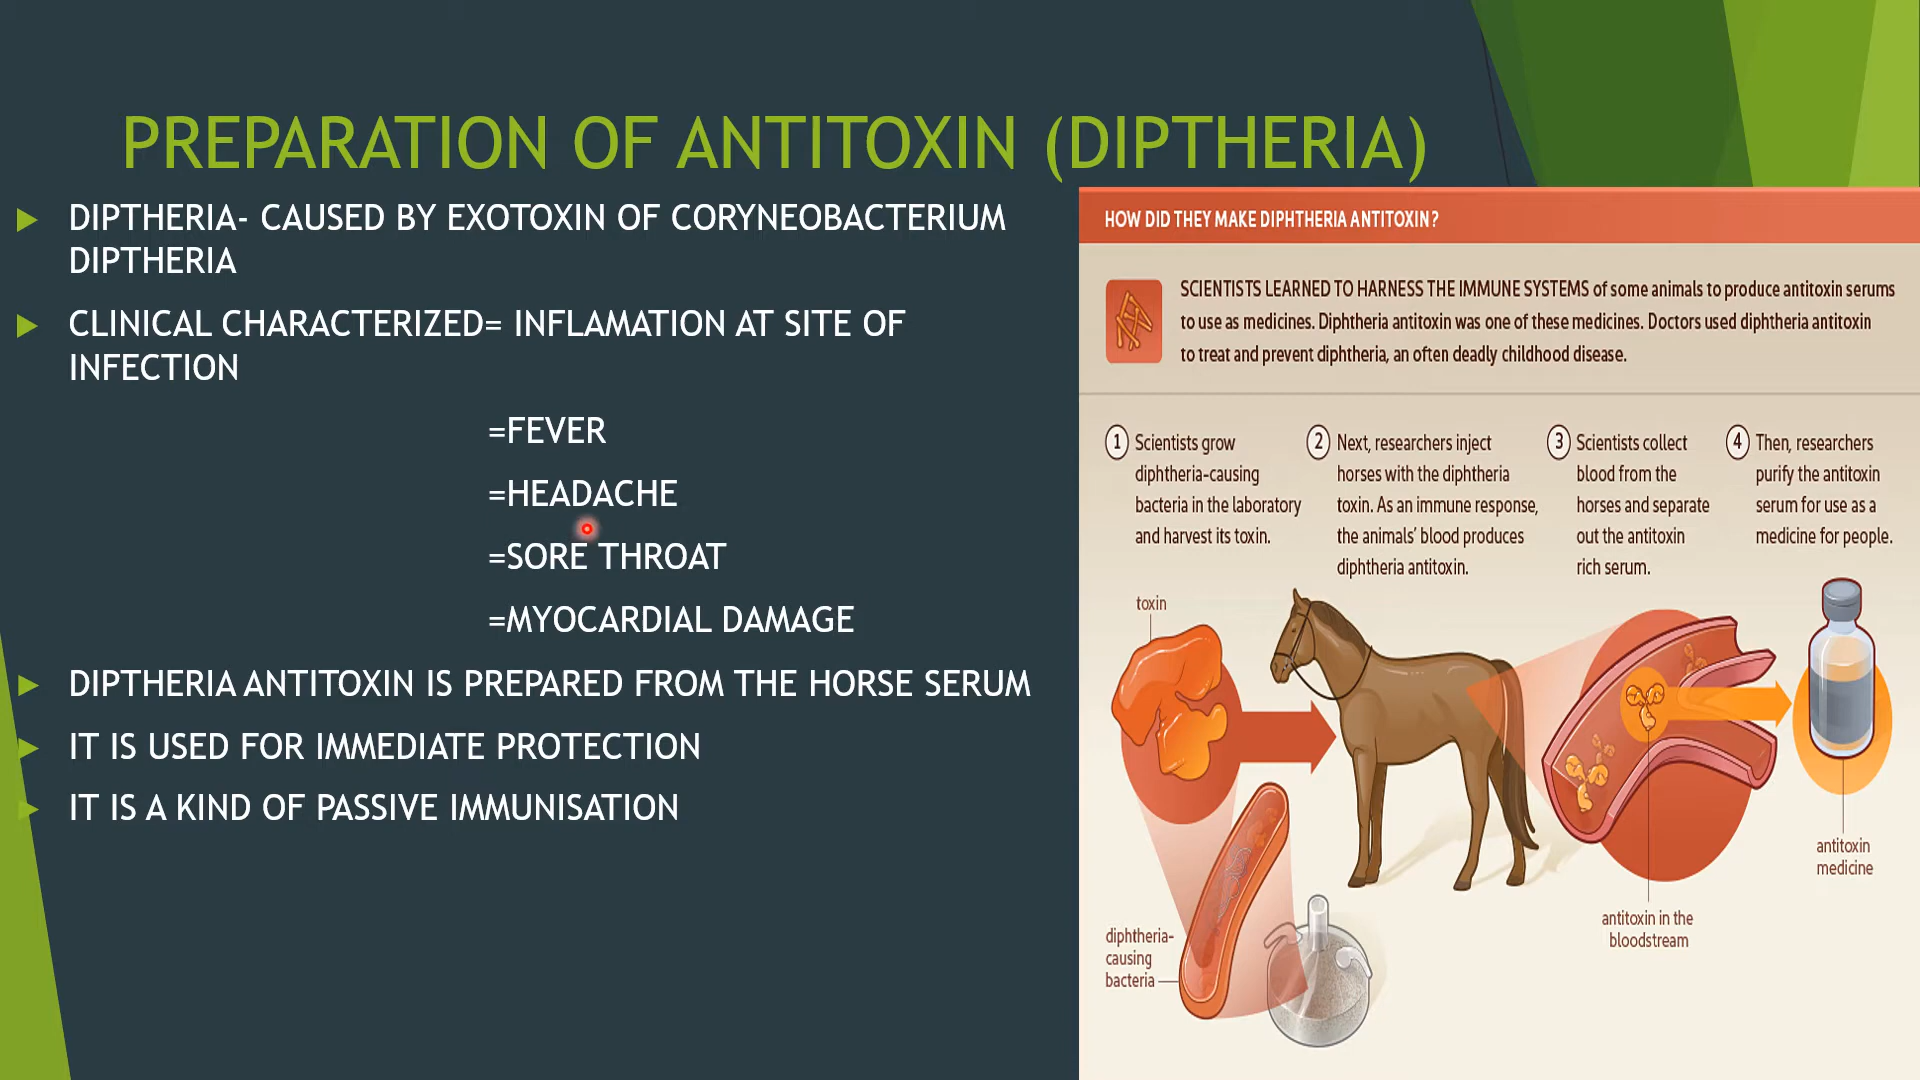 PREPARATION OF ANTITOXIN (DIPTHERIA)
DIPTHERIA- CAUSED BY EXOTOXIN OF CORYNEOBACTERIUM
DIPTHERIA
CLINICAL CHARACTERIZED= INFLAMATION AT SITE OF
INFECTION
=FEVER
=HEADACHE
=SORE THROAT
=MYOCARDIAL DAMAGE
DIPTHERIA ANTITOXIN IS PREPARED FROM THE HORSE SERUM
IT IS USED FOR IMMEDIATE PROTECTION
IT IS A KIND OF PASSIVE IMMUNISATION
HOW DID THEY MAKE DIPHTHERIA ANTITOXIN?
SCIENTISTS LEARNED TO HARNESS THE IMMUNE SYSTEMS of some animals to produce antitoxin serums
to use as medicines. Diphtheria antitoxin was one of these medicines. Doctors used diphtheria antitoxin
to treat and prevent diphtheria, an often deadly childhood disease.
1 Scientists grow
diphtheria-causing
bacteria in the laboratory
and harvest its toxin.
2 Next, researchers inject
horses with the diphtheria
toxin. As an immune response,
the animals' blood produces
diphtheria antitoxin.
3 Scientists collect
blood from the
horses and separate
out the antitoxin
rich serum.
4 Then, researchers
purify the antitoxin
serum for use as a
medicine for people.
toxin
diphtheria-
causing
bacteria
antitoxin in the
bloodstream
antitoxin
medicine